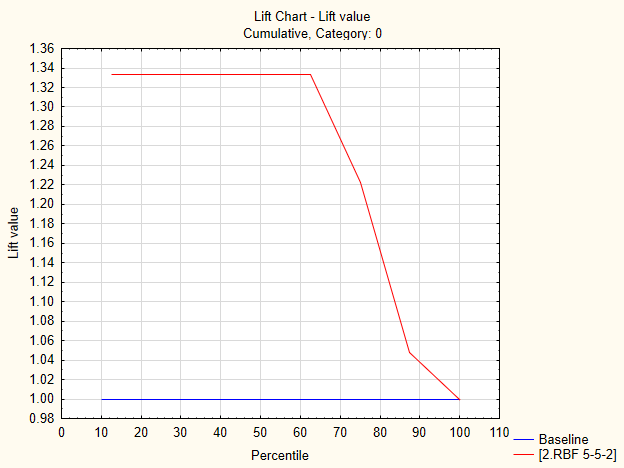 Lift Chart - Lift value
Cumulative, Category: 0
1.36
1.34
1.32
1.30
1.28
1.26
1.24
1.22
1.20
1.18
1.16
1.14
1.12
1.10
1.08
1.06
1.04
1.02
1.00
0.98
Lift value
0 10 20 30 40 50 60 70 80 90 100 110
Percentile
Baseline
[2.RBF 5-5-2]